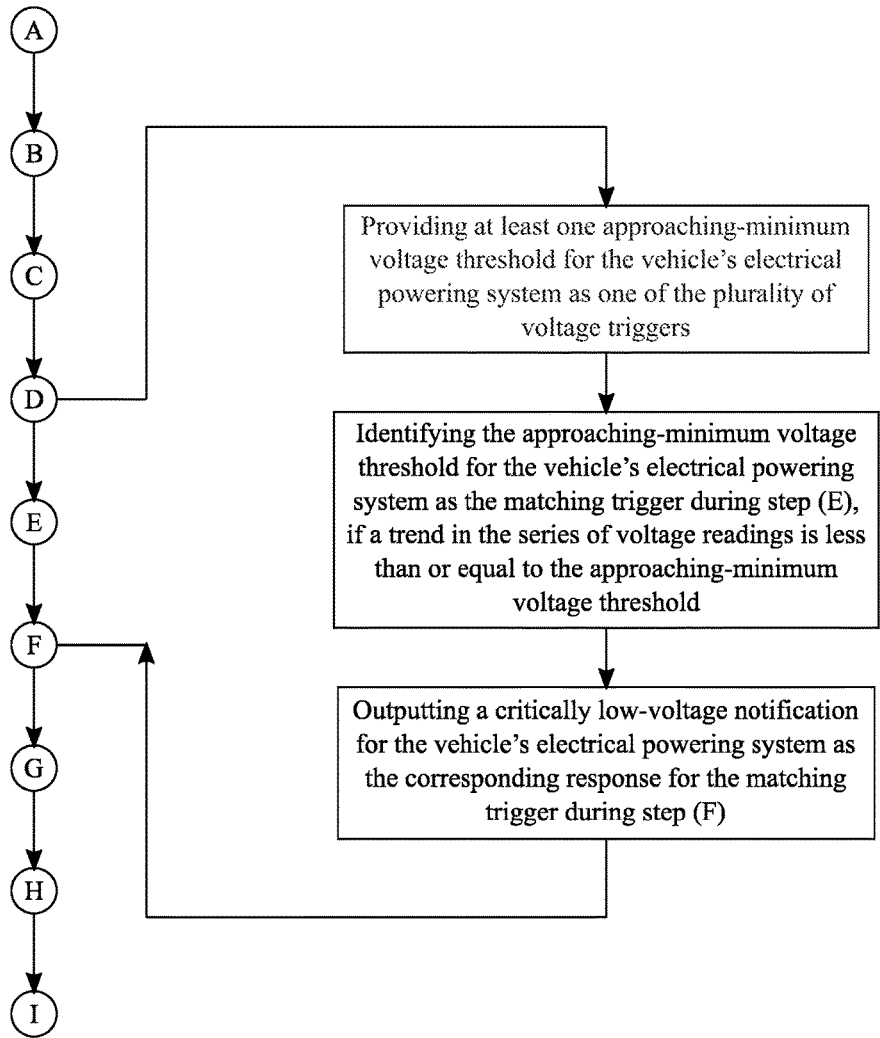 A
B
C
D
E
F
G
H
I
Providing at least one approaching-minimum
voltage threshold for the vehicle's electrical
powering system as one of the plurality of
voltage triggers
Identifying the approaching-minimum voltage
threshold for the vehicle's electrical powering
system as the matching trigger during step (E),
if a trend in the series of voltage readings is less
than or equal to the approaching-minimum
voltage threshold
Outputting a critically low-voltage notification
for the vehicle's electrical powering system as
the corresponding response for the matching
trigger during step (F)